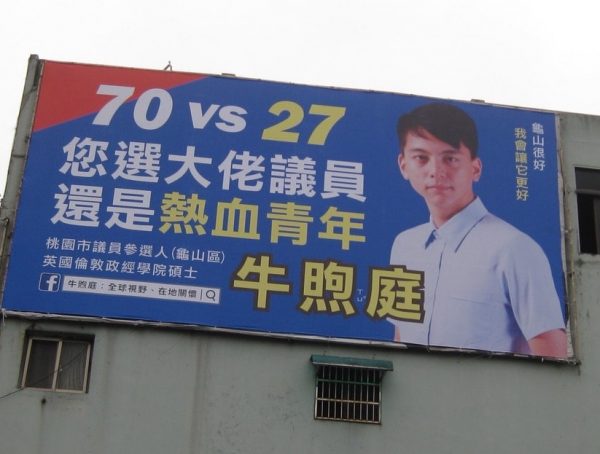 70 vs 27
您選大佬議員
還是熱血青年
桃園市議員參選人(龜山區)
英國倫敦政經學院碩士
牛煦庭
f 牛煦庭:全球視野、在地關懷
龜山很好
我會讓它更好